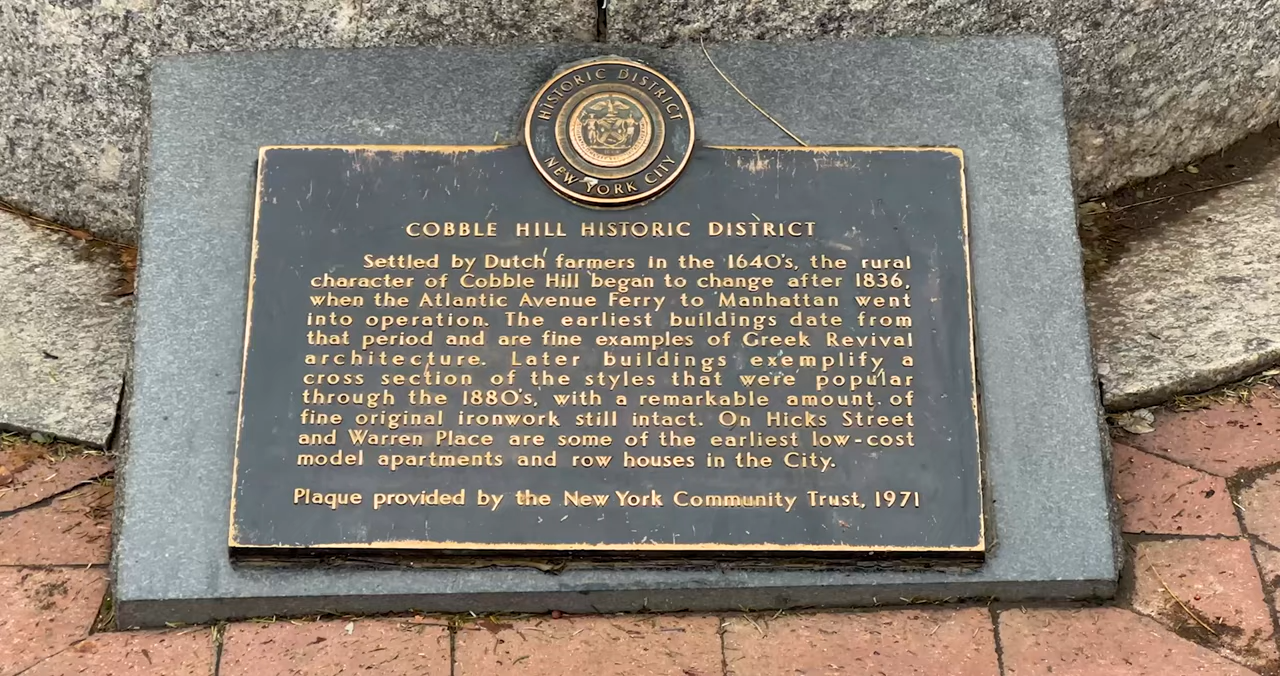 HISTORIC DISTRICT
NEW YORK CITY
COBBLE HILL HISTORIC DISTRICT
Settled by Dutch farmers in the 1640's, the rural
character of Cobble Hill began to change after 1836,
when the Atlantic Avenue Ferry to Manhattan went
into operation. The earliest buildings date from
that period and are fine examples of Greek Revival
architecture. Later buildings exemplify a
cross section of the styles that were popular
through the 1880's, with a remarkable amount of
fine original ironwork still intact. On Hicks Street
and Warren Place are some of the earliest low-cost
model apartments and row houses in the City.
Plaque provided by the New York Community Trust, 1971